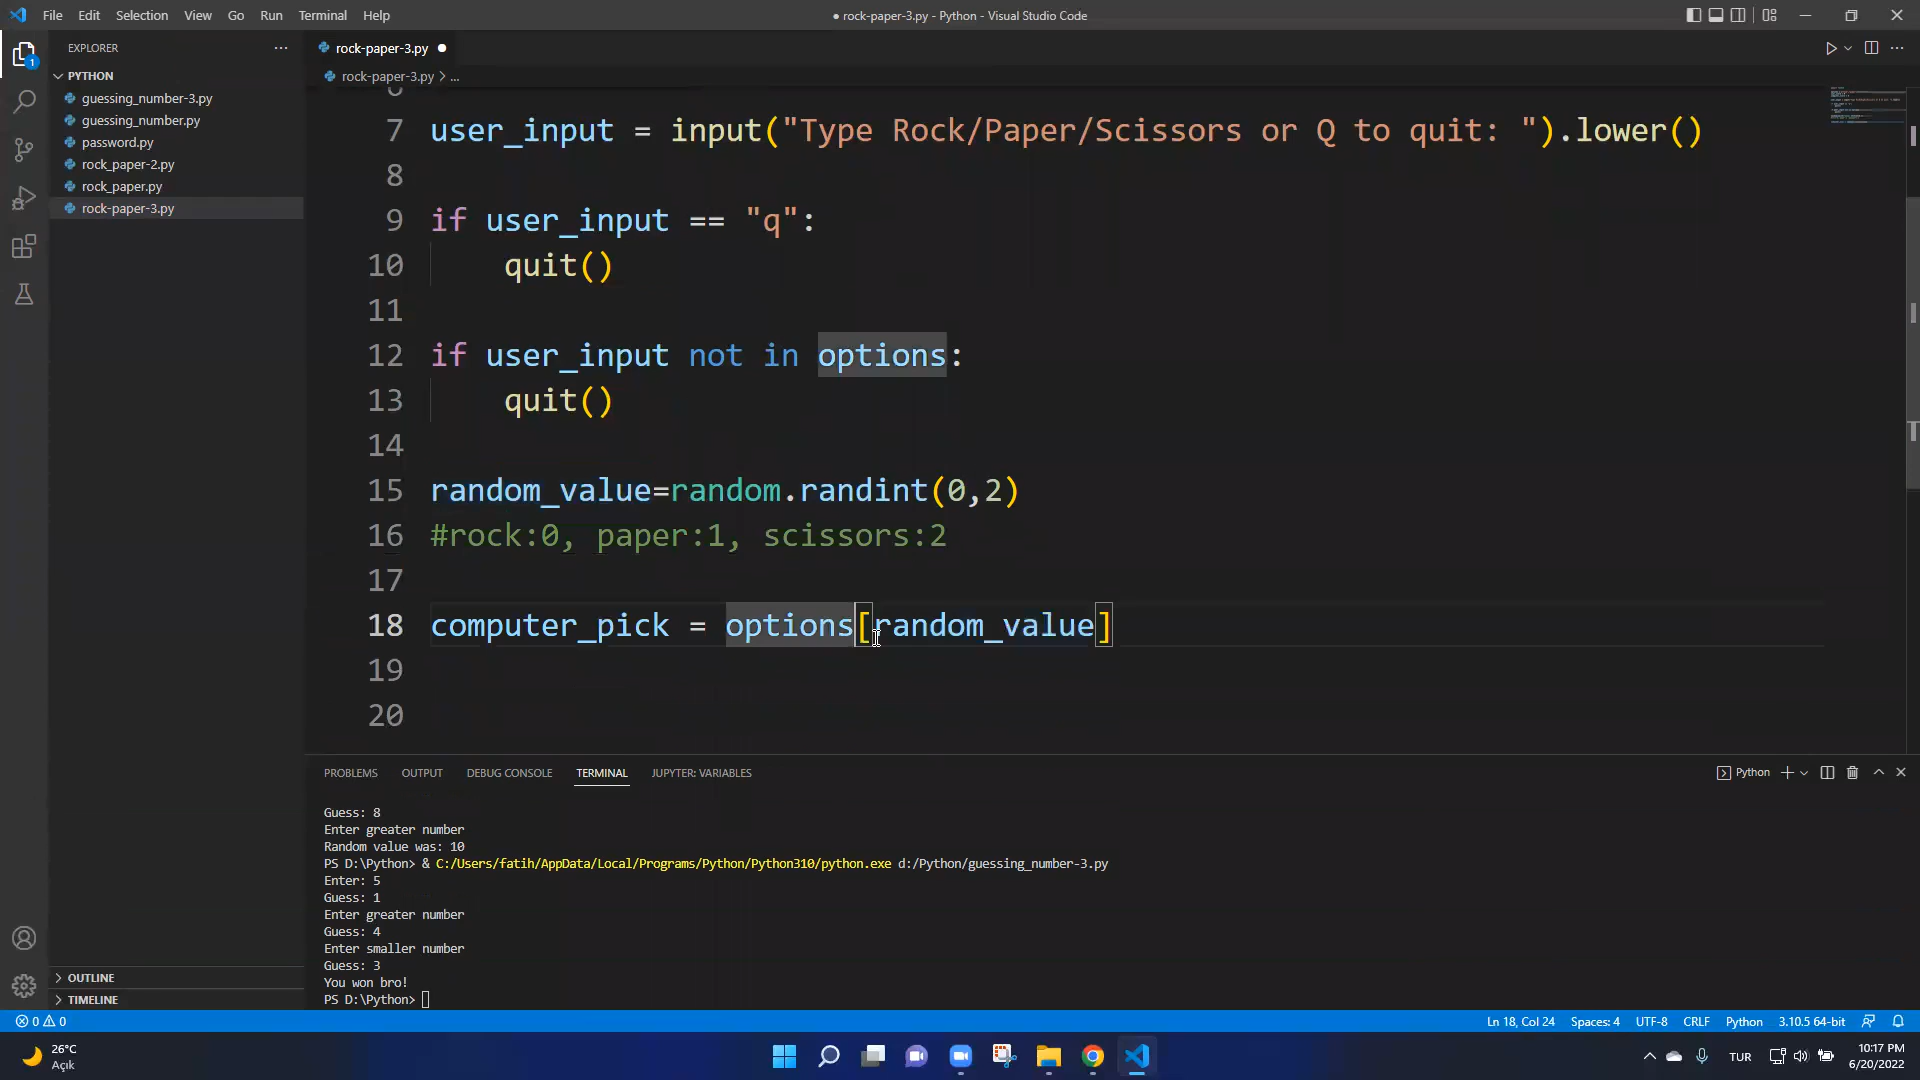 File Edit Selection View Go Run Terminal Help
● rock-paper-3.py - Python - Visual Studio Code
EXPLORER
PYTHON
guessing_number-3.py
guessing_number.py
password.py
rock_paper-2.py
rock_paper.py
rock-paper-3.py
OUTLINE
TIMELINE
1
rock-paper-3.py ●
rock-paper-3.py > ...
6
7 user_input = input("Type Rock/Paper/Scissors or Q to quit: ").lower()
8
9 if user_input == "q":
10 quit()
11
12 if user_input not in options:
13 quit()
14
15 random_value=random.randint(0,2)
16 #rock:0, paper:1, scissors:2
17
18 computer_pick = options[random_value]
19
20
PROBLEMS OUTPUT DEBUG CONSOLE TERMINAL JUPYTER: VARIABLES
Python
Guess: 8
Enter greater number
Random value was: 10
PS D:\Python> & C:/Users/fatih/AppData/Local/Programs/Python/Python310/python.exe d:/Python/guessing_number-3.py
Enter: 5
Guess: 1
Enter greater number
Guess: 4
Enter smaller number
Guess: 3
You won bro!
PS D:\Python>
0 0
Ln 18, Col 24 Spaces: 4 UTF-8 CRLF Python 3.10.5 64-bit
26°C
Açık
TUR
10:17 PM
6/20/2022